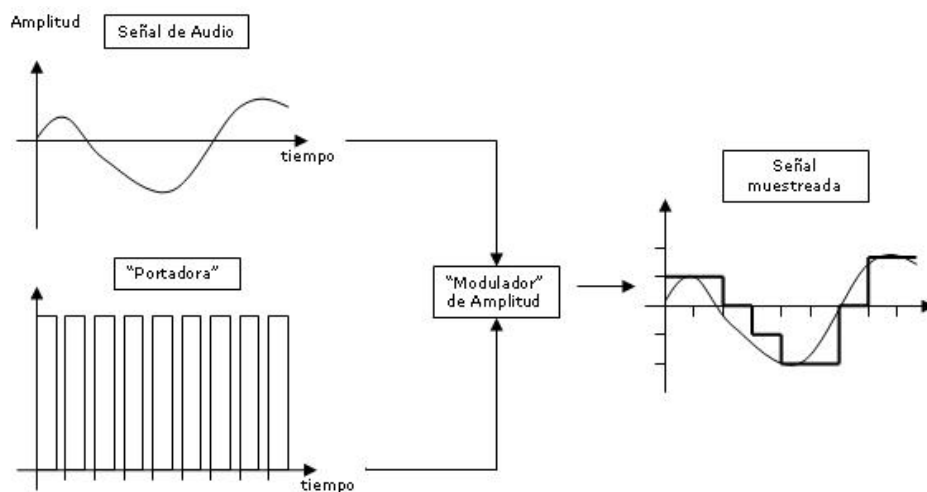 Amplitud
Señal de Audio
tiempo
"Portadora"
tiempo
"Modulador"
de Amplitud
Señal
muestreada